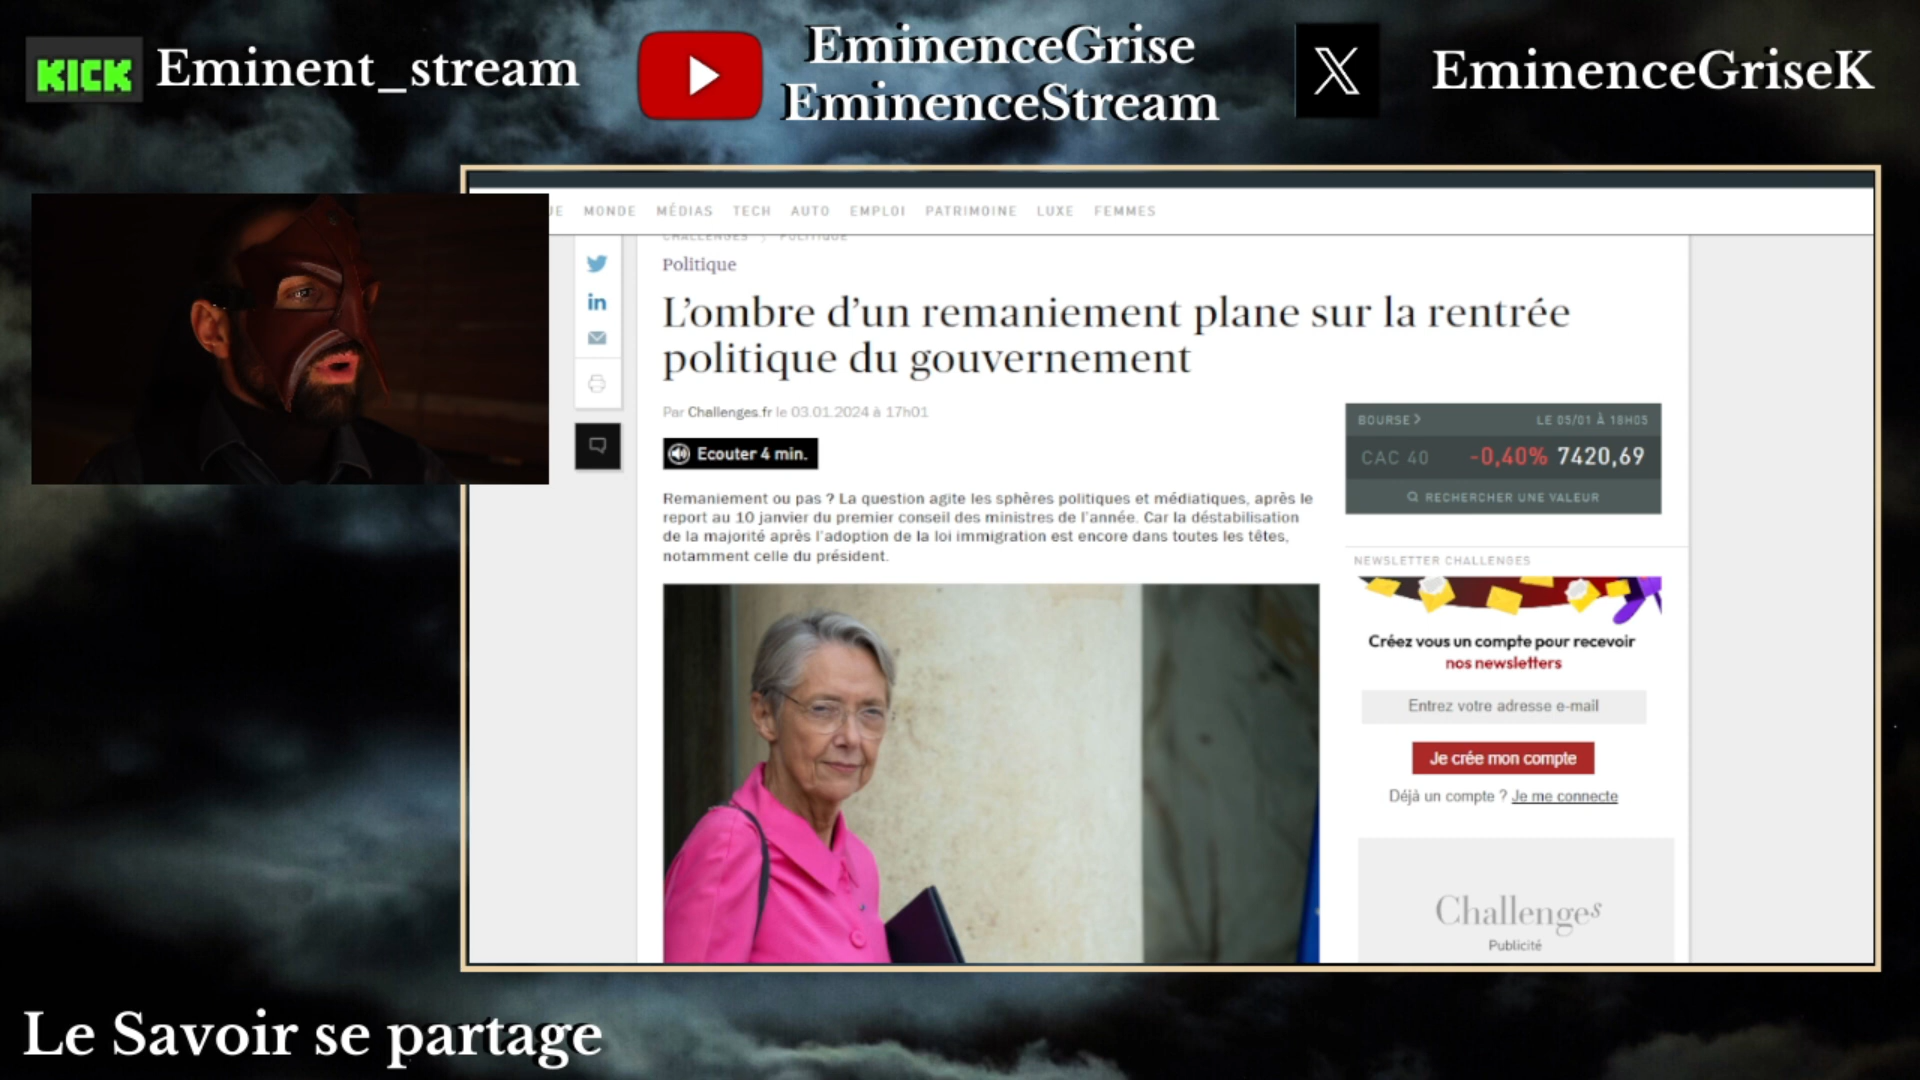 KICK Eminent_stream
EminenceGrise
EminenceStream
X EminenceGriseK
MONDE MÉDIAS TECH AUTO EMPLOI PATRIMOINE LUXE FEMMES
CHALLENGES > POLITIQUE
Politique
L'ombre d'un remaniement plane sur la rentrée
politique du gouvernement
Par Challenges.fr le 03.01.2024 à 17h01
Ecouter 4 min.
Remaniement ou pas ? La question agite les sphères politiques et médiatiques, après le
report au 10 janvier du premier conseil des ministres de l'année. Car la déstabilisation
de la majorité après l'adoption de la loi immigration est encore dans toutes les têtes,
notamment celle du président.
BOURSE > LE 05/01 À 18H05
CAC 40 -0,40% 7420,69
RECHERCHER UNE VALEUR
NEWSLETTER CHALLENGES
Créez vous un compte pour recevoir
nos newsletters
Entrez votre adresse e-mail
Je crée mon compte
Déjà un compte ? Je me connecte
Challenges
Publicité
Le Savoir se partage